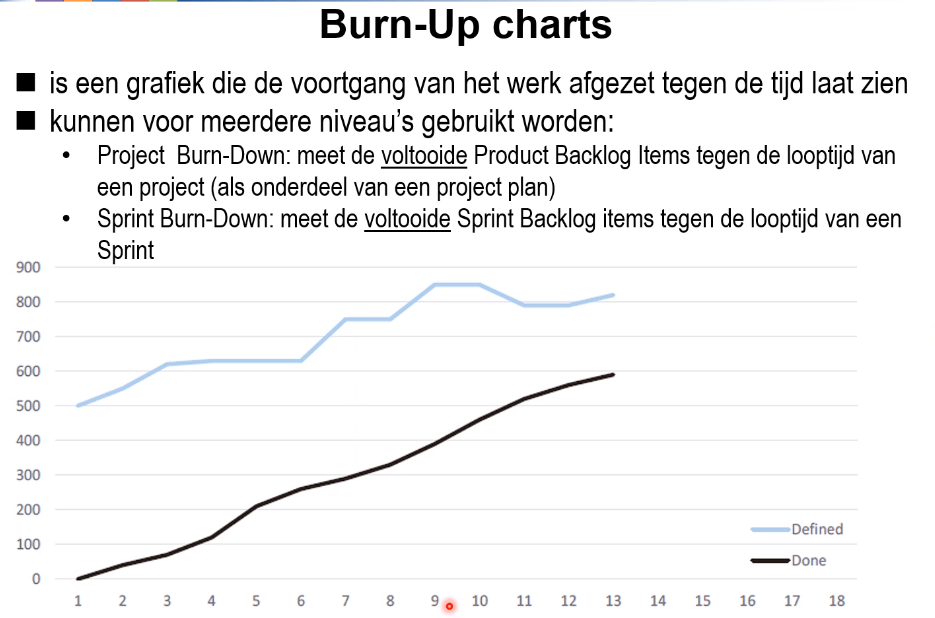 Burn-Up charts
is een grafiek die de voortgang van het werk afgezet tegen de tijd laat zien
kunnen voor meerdere niveau's gebruikt worden:
Project Burn-Down: meet de voltooide Product Backlog Items tegen de looptijd van
een project (als onderdeel van een project plan)
Sprint Burn-Down: meet de voltooide Sprint Backlog items tegen de looptijd van een
Sprint
900
800
700
600
500
400
300
200
100
0
Defined
Done
1 2 3 4 5 6 7 8 9 10 11 12 13 14 15 16 17 18